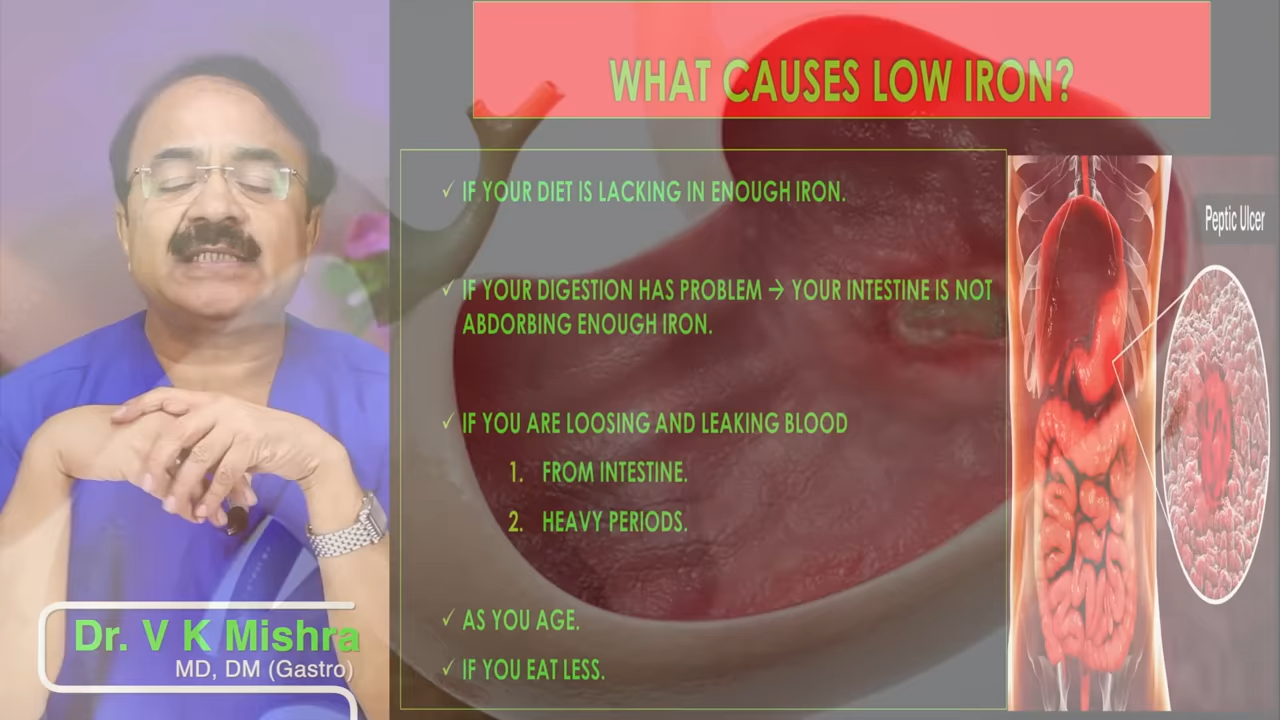 WHAT CAUSES LOW IRON?
✓ IF YOUR DIET IS LACKING IN ENOUGH IRON.
✓ IF YOUR DIGESTION HAS PROBLEM → YOUR INTESTINE IS NOT
ABDORBING ENOUGH IRON.
✓ IF YOU ARE LOOSING AND LEAKING BLOOD
1. FROM INTESTINE.
2. HEAVY PERIODS.
✓ AS YOU AGE.
✓ IF YOU EAT LESS.
Peptic Ulcer
Dr. V K Mishra
MD, DM (Gastro)